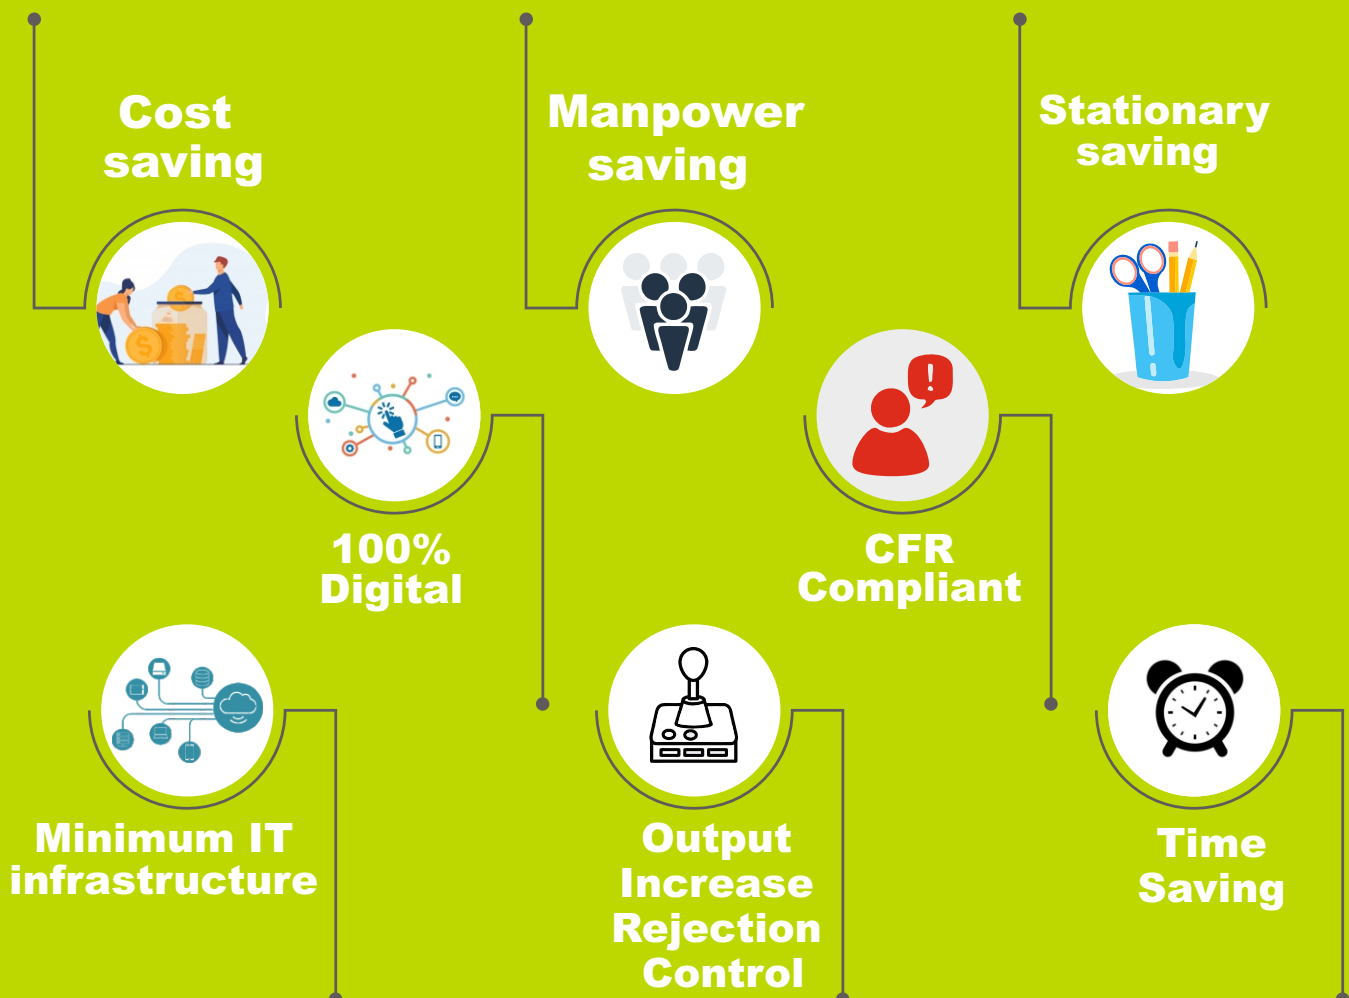 Cost
saving
Manpower
saving
Stationary
saving
100%
Digital
CFR
Compliant
Minimum IT
infrastructure
Output
Increase
Rejection
Control
Time
Saving